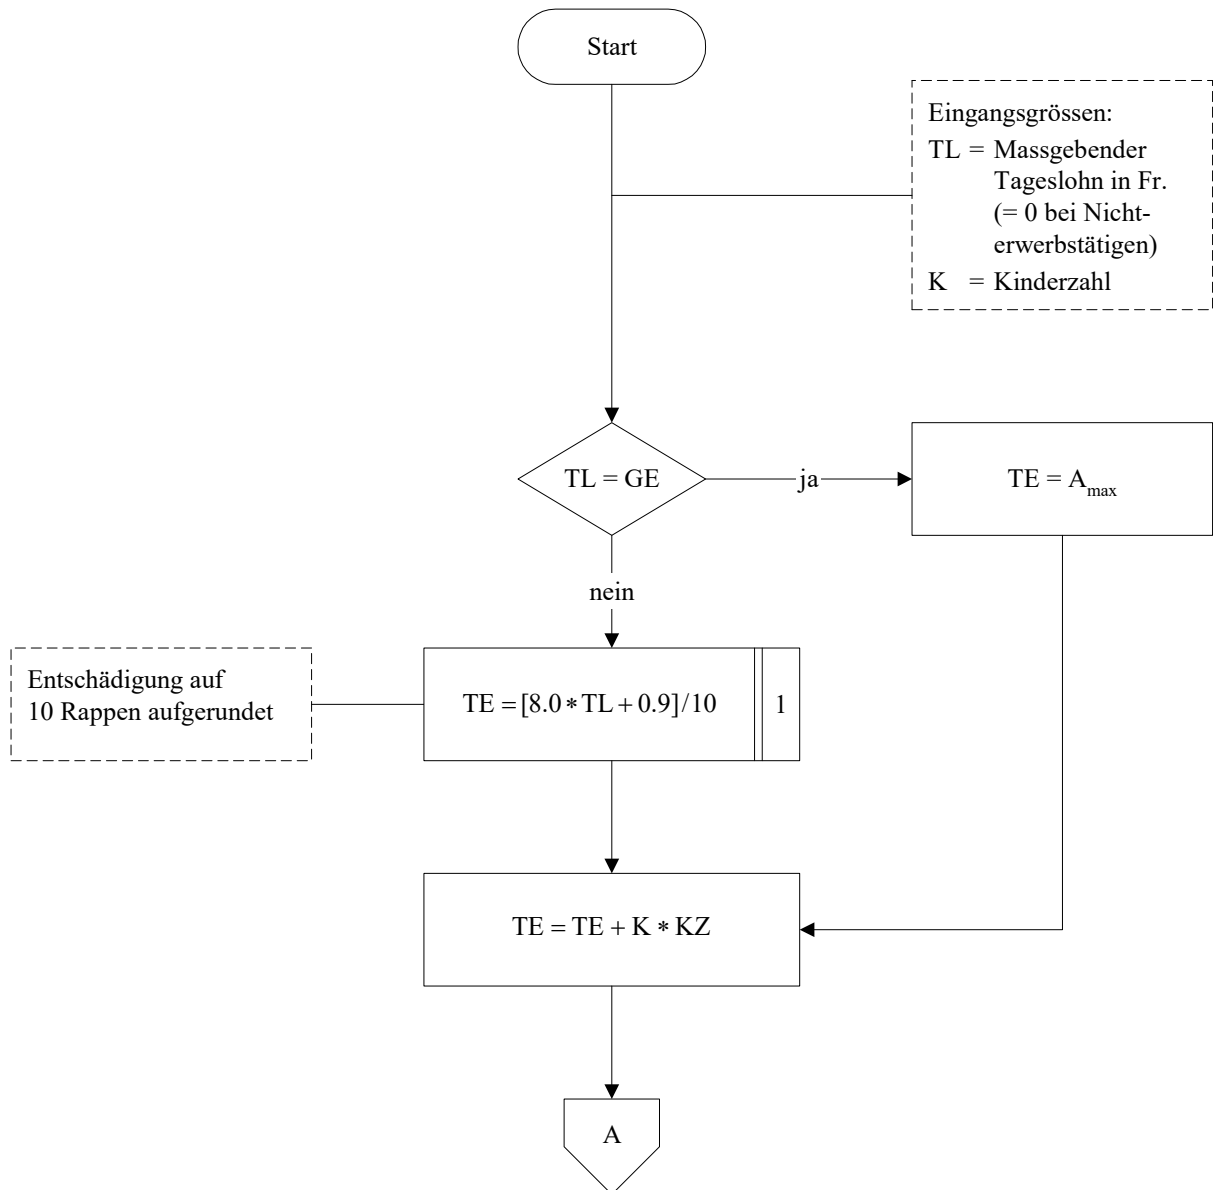 Start
Eingangsgrössen:
TL = Massgebender
Tageslohn in Fr.
(= 0 bei Nicht-
erwerbstätigen)
K = Kinderzahl
TL = GE
ja
TE = Amax
nein
Entschädigung auf
10 Rappen aufgerundet
TE = [8.0 * TL + 0.9]/10
1
TE = TE + K * KZ
A